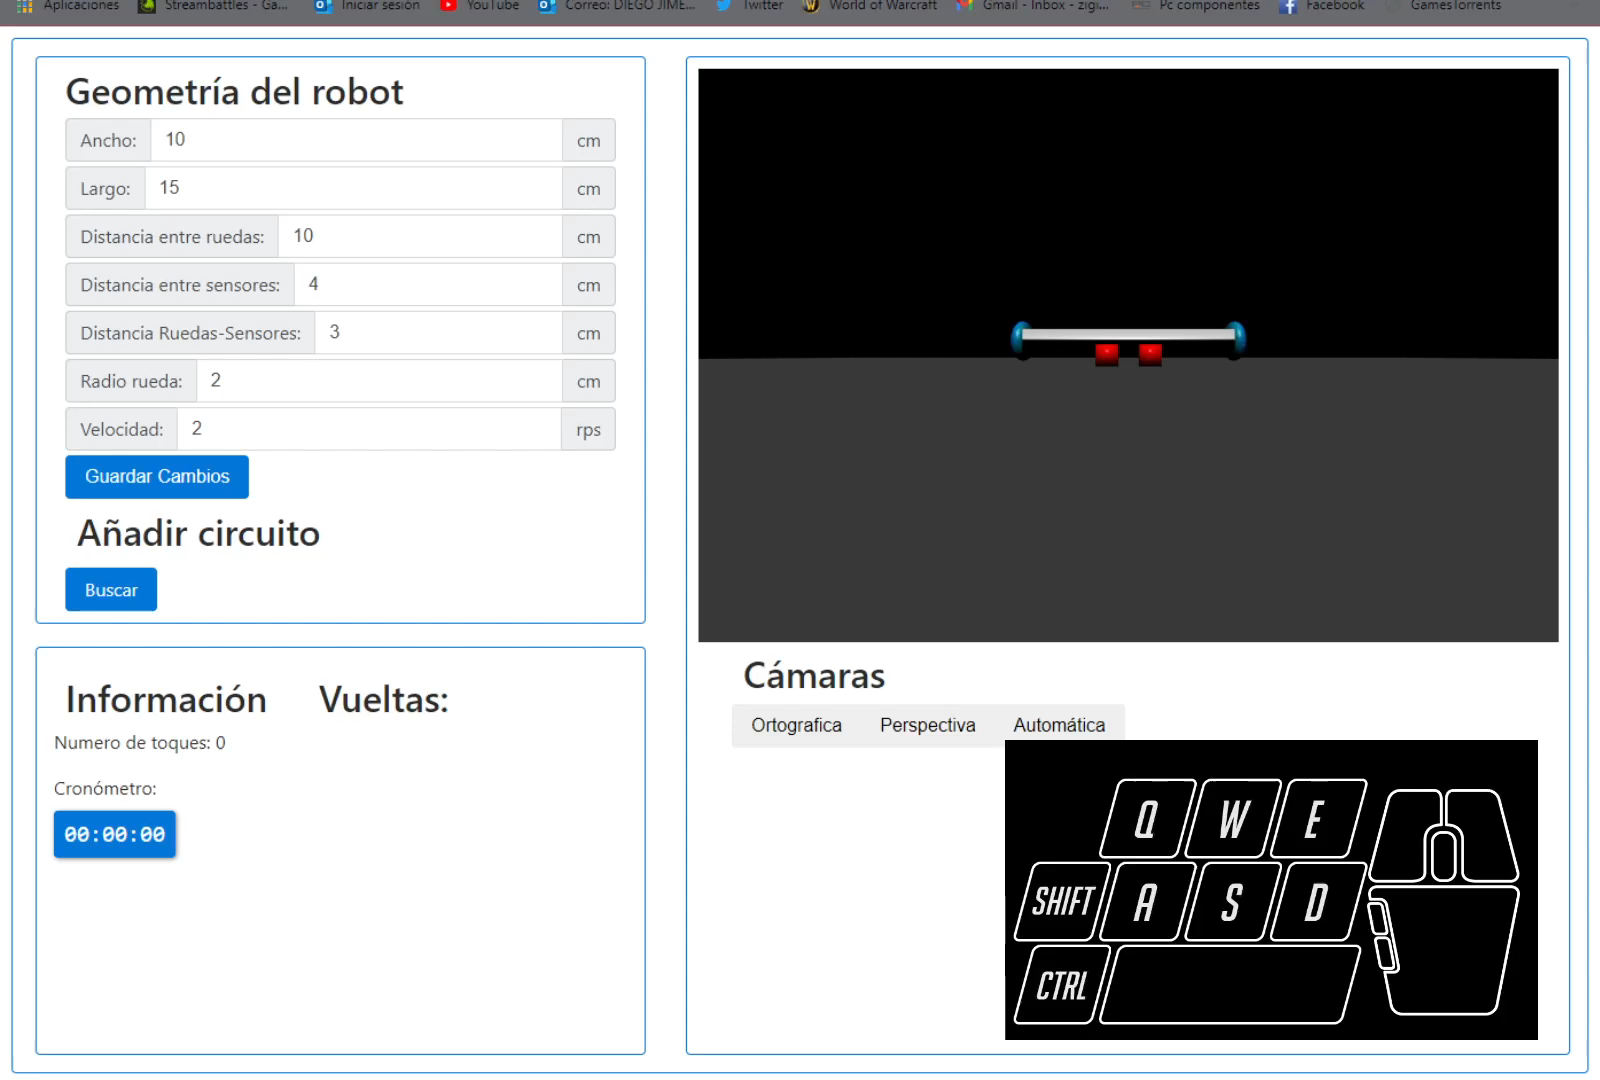 Aplicaciones Streambattles - Ga... Iniciar sesión YouTube Correo: DIEGO JIME... Twitter World of Warcraft Gmail - Inbox - zigi... Pc componentes Facebook GamesTorrents
Geometría del robot
Ancho: 10 cm
Largo: 15 cm
Distancia entre ruedas: 10 cm
Distancia entre sensores: 4 cm
Distancia Ruedas-Sensores: 3 cm
Radio rueda: 2 cm
Velocidad: 2 rps
Guardar Cambios
Añadir circuito
Buscar
Información Vueltas:
Numero de toques: 0
Cronómetro:
00:00:00
Cámaras
Ortografica Perspectiva Automática
Q W E
SHIFT A S D
CTRL